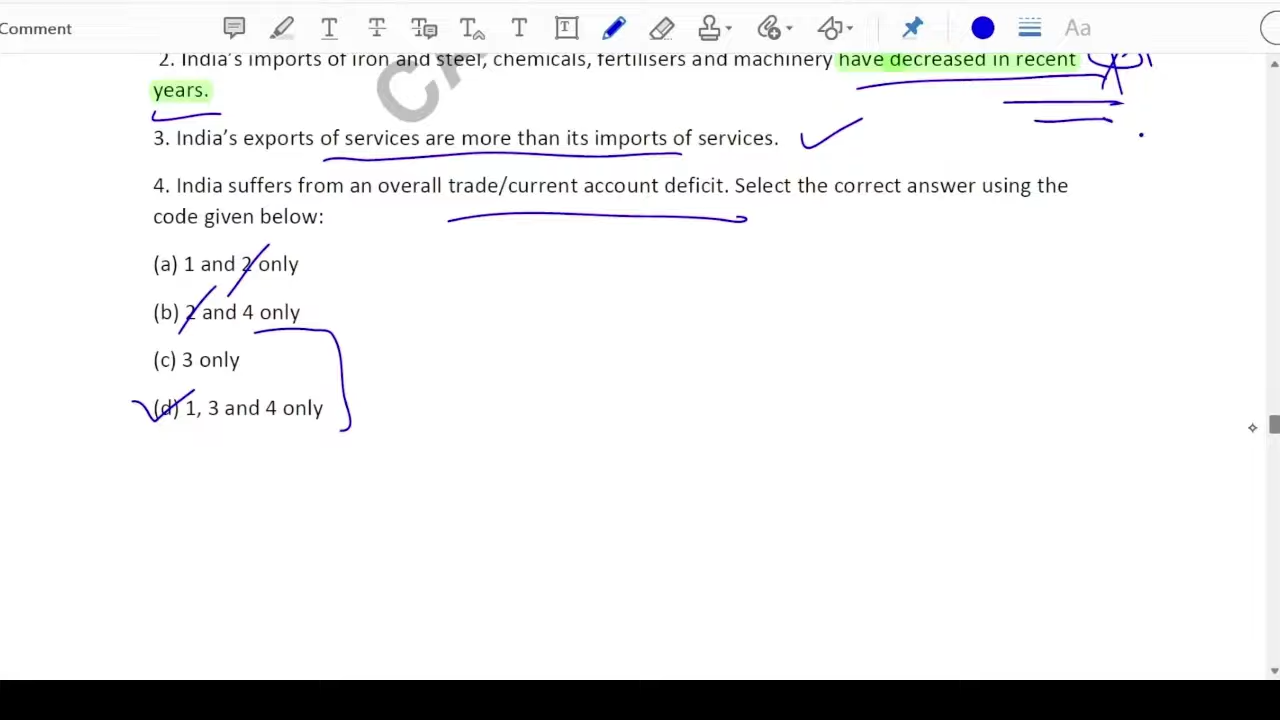 Comment
Aa
2. India’s imports of iron and steel, chemicals, fertilisers and machinery have decreased in recent
years.
3. India’s exports of services are more than its imports of services.
4. India suffers from an overall trade/current account deficit. Select the correct answer using the
code given below:
(a) 1 and 2 only
(b) 2 and 4 only
(c) 3 only
(d) 1, 3 and 4 only